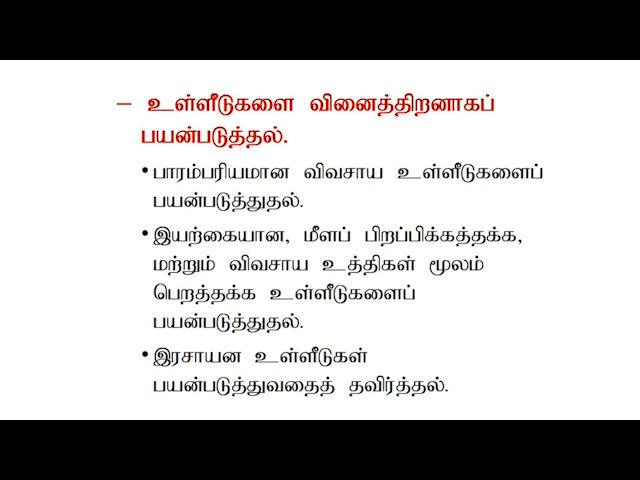 – உள்ளீடுகளை வினைத்திறனாகப்
பயன்படுத்தல்.
•பாரம்பரியமான விவசாய உள்ளீடுகளைப்
பயன்படுத்துதல்.
•இயற்கையான, மீளப் பிறப்பிக்கத்தக்க,
மற்றும் விவசாய உத்திகள் மூலம்
பெறத்தக்க உள்ளீடுகளைப்
பயன்படுத்துதல்.
•இரசாயன உள்ளீடுகள்
பயன்படுத்துவதைத் தவிர்த்தல்.